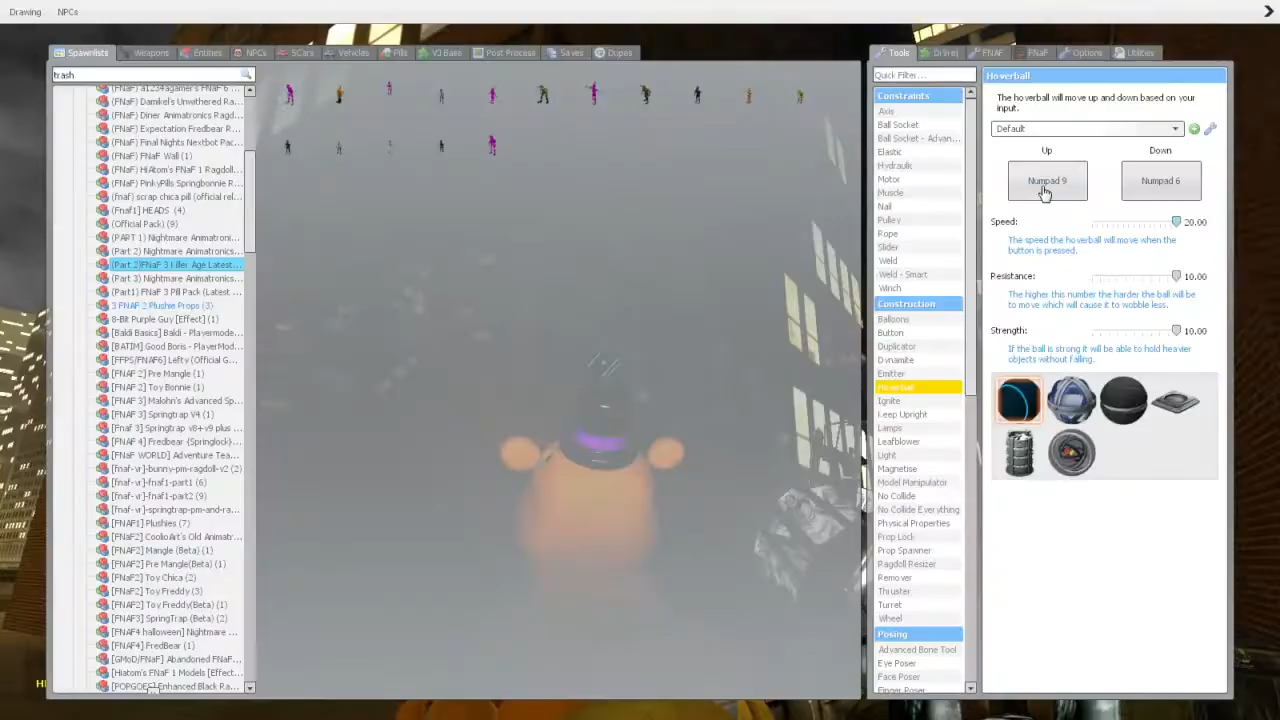 Drawing NPCs
Spawnlists Weapons Entities NPCs SCars Vehicles Pills VJ Base Post Process Saves Dupes
trash
(FNaF) a1234agamer's FNaF 6 ...
(FNaF) Damikel's Unwithered Ra...
(FNaF) Diner Animatronics Ragd...
(FNaF) Expectation Fredbear R...
(FNaF) Final Nights Nextbot Pac...
(FNaF) FNaF Wall (1)
(FNaF) HiAtom's FNaF 1 Ragdoll...
(FNaF) PinkyPills Springbonnie R...
(fnaf) scrap chica pill (official rel...
(Fnaf1) HEADS (4)
(Official Pack) (9)
(PART 1) Nightmare Animatroni...
(Part 2) Nightmare Animatronics...
(Part 2)FNaF 3 Killer Age Latest...
(Part 3) Nightmare Animatronics...
(Part1) FNAF 3 Pill Pack (Latest ...
3 FNAF 2 Plushie Props (3)
8-Bit Purple Guy [Effect] (1)
[Baldi Basics] Baldi - Playermode...
[BATIM] Good Boris - PlayerMod...
[FFPS/FNAF6] Lefty (Official G...
[FNAF 2] Pre Mangle (1)
[FNAF 2] Toy Bonnie (1)
[FNAF 3] Malohn's Advanced Sp...
[FNAF 3] Springtrap V4 (1)
[Fnaf 3] Springtrap v8+v9 plus ...
[FNAF 4] Fredbear {Springlock}...
[FNaF WORLD] Adventure Tea...
[fnaf-vr]-bunny-pm-ragdoll-v2 (2)
[fnaf-vr]-fnaf1-part1 (6)
[fnaf-vr]-fnaf1-part2 (9)
[fnaf-vr]-springtrap-pm-and-ra...
[FNAF1] Plushies (7)
[FNAF2] CoolioArt's Old Animatr...
[FNAF2] Mangle (Beta) (1)
[FNAF2] Pre Mangle(Beta) (1)
[FNaF2] Toy Chica (2)
[FNaF2] Toy Freddy (3)
[FNAF2] Toy Freddy(Beta) (1)
[FNAF3] SpringTrap (Beta) (2)
[FNAF4 halloween] Nightmare ...
[FNAF4] FredBear (1)
[GMoD/FNaF] Abandoned FNaF...
[Hiatom's FNaF 1 Models [Effect...
[POPGOES] Enhanced Black Ra...
Tools FNAF FNaF Options Utilities
Quick Filter...
Constraints
Axis
Ball Socket
Ball Socket - Advan...
Elastic
Hydraulic
Motor
Muscle
Nail
Pulley
Rope
Slider
Weld
Weld - Smart
Winch
Construction
Balloons
Button
Duplicator
Dynamite
Emitter
Hoverball
Ignite
Keep Upright
Lamps
Leafblower
Light
Magnetise
Model Manipulator
No Collide
No Collide Everything
Physical Properties
Prop Lock
Prop Spawner
Ragdoll Resizer
Remover
Thruster
Turret
Wheel
Posing
Advanced Bone Tool
Eye Poser
Face Poser
Finger Poser
Hoverball
The hoverball will move up and down based on your
input.
Default
Up Down
Numpad 9 Numpad 6
Speed: 20.00
The speed the hoverball will move when the
button is pressed.
Resistance: 10.00
The higher this number the harder the ball will be
to move which will cause it to wobble less.
Strength: 10.00
If the ball is strong it will be able to hold heavier
objects without failing.